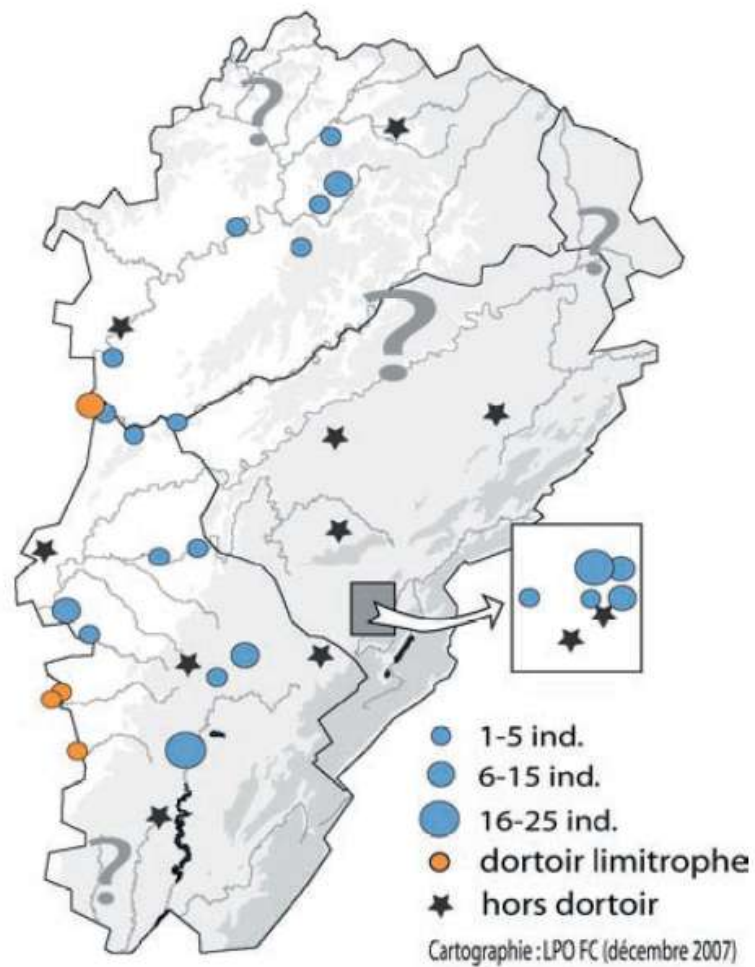 ?
?
?
?
1-5 ind.
6-15 ind.
16-25 ind.
dortoir limitrophe
hors dortoir
Cartographie : LPO FC (décembre 2007)